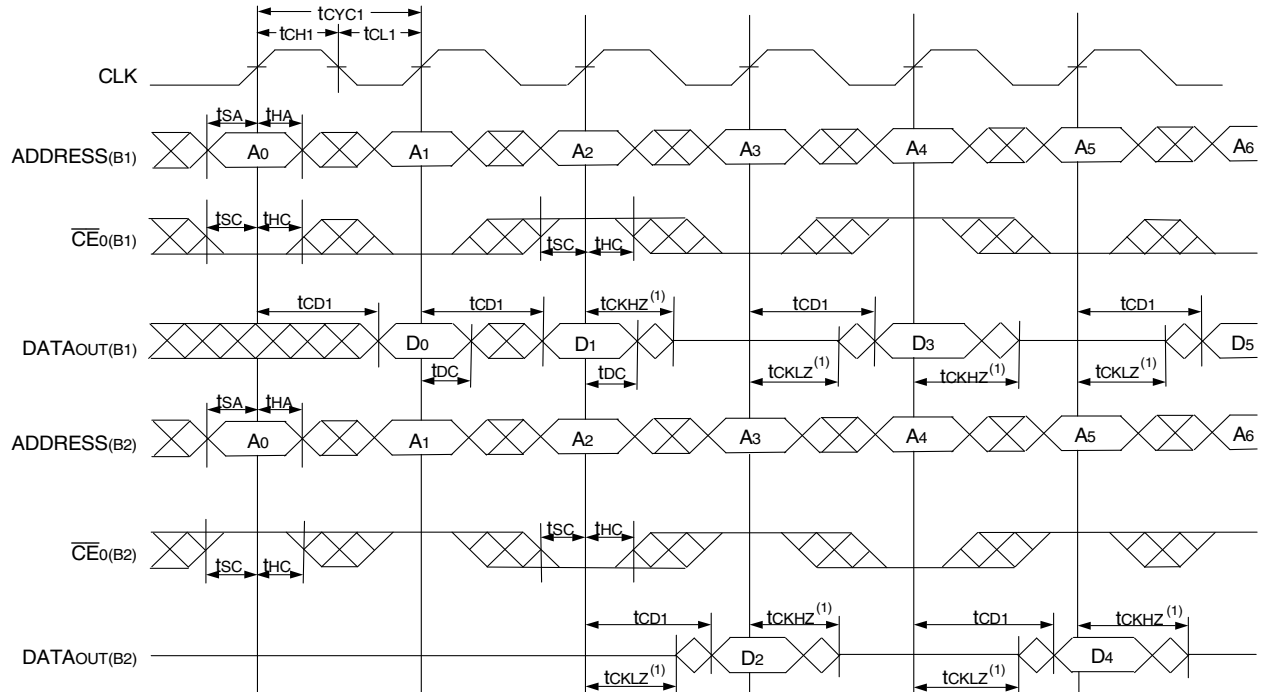 tCYC1
tCH1 tCL1
CLK
tSA tHA
ADDRESS(B1) A0 A1 A2 A3 A4 A5 A6
tSC tHC
CE0(B1) tSC tHC
tCD1 tCD1 tCKHZ(1) tCD1 tCD1
DATAOUT(B1) D0 D1 D3 D5
tDC tDC tCKLZ(1) tCKHZ(1) tCKLZ(1)
tSA tHA
ADDRESS(B2) A0 A1 A2 A3 A4 A5 A6
tSC tHC
CE0(B2)
tSC tHC
tCD1 tCKHZ(1) tCD1 tCKHZ(1)
DATAOUT(B2) D2 D4
tCKLZ(1) tCKLZ(1)